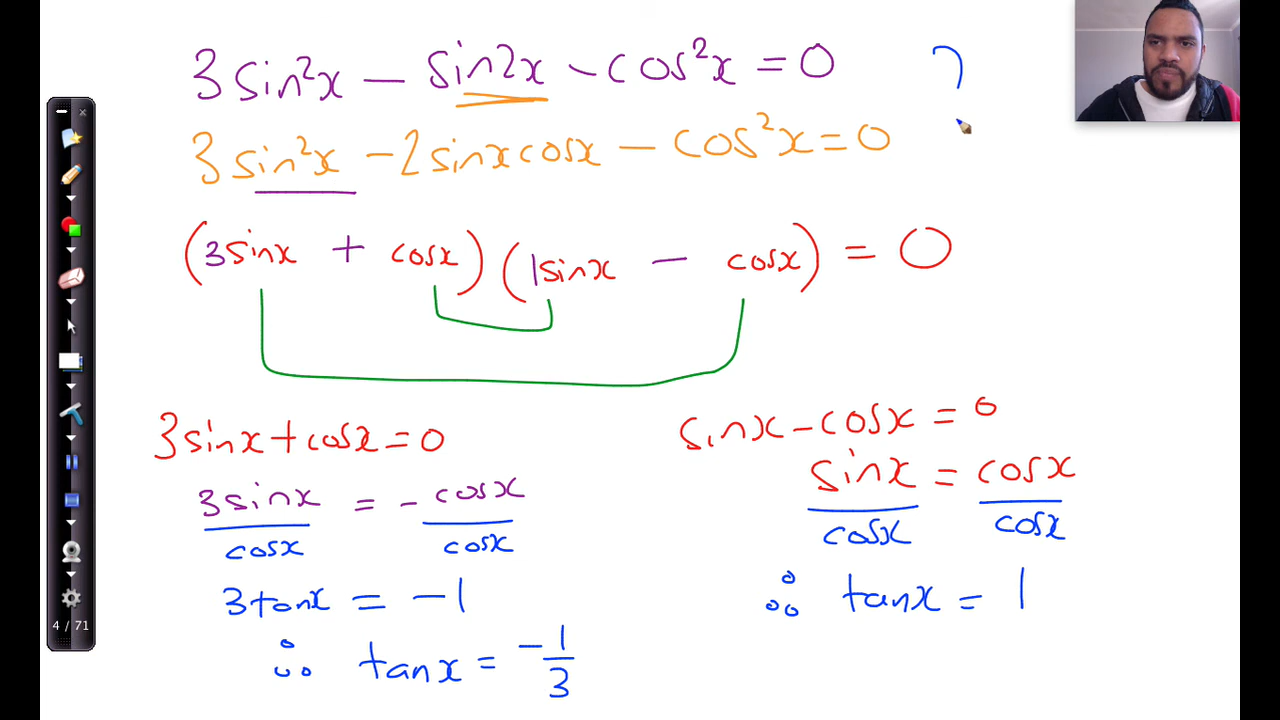 3sin²x − sin2x − cos²x = 0 ?
3sin²x − 2sinxcosx − cos²x = 0
(3sinx + cosx)(1sinx − cosx) = 0
3sinx + cosx = 0
3sinx/cosx = −cosx/cosx
3tanx = −1
∴ tanx = −1/3
sinx − cosx = 0
sinx/cosx = cosx/cosx
∴ tanx = 1
4 / 71